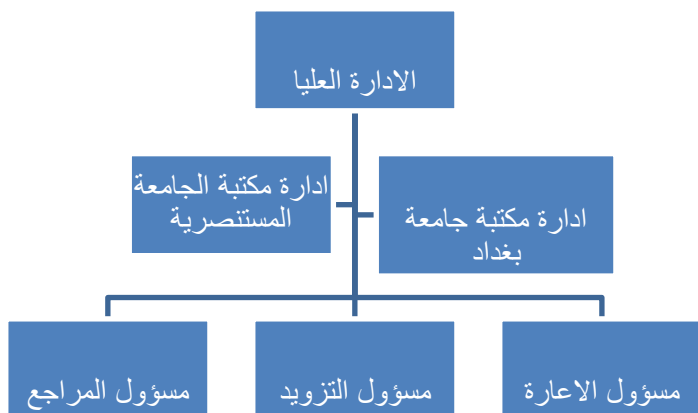 الادارة العليا
ادارة مكتبة جامعة
بغداد
ادارة مكتبة الجامعة
المستنصرية
مسؤول الاعارة
مسؤول التزويد
مسؤول المراجع